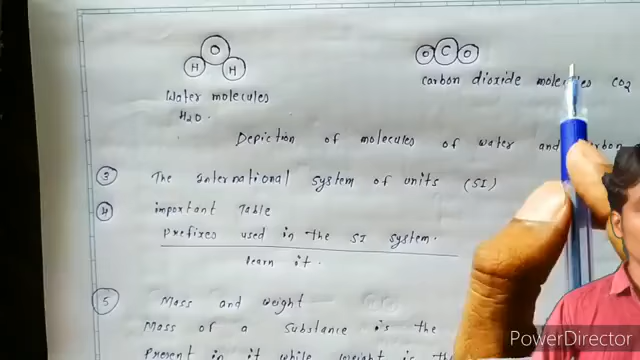 O
H H
O C O
Water molecules
H2O.
Carbon dioxide molecules CO2
Depiction of molecules of water and carbon
3 The international system of units (SI)
4 important Table
Prefixes used in the SI system.
learn it.
5 Mass and weight
Mass of a substance is the
Present in it while weight is the
PowerDirector